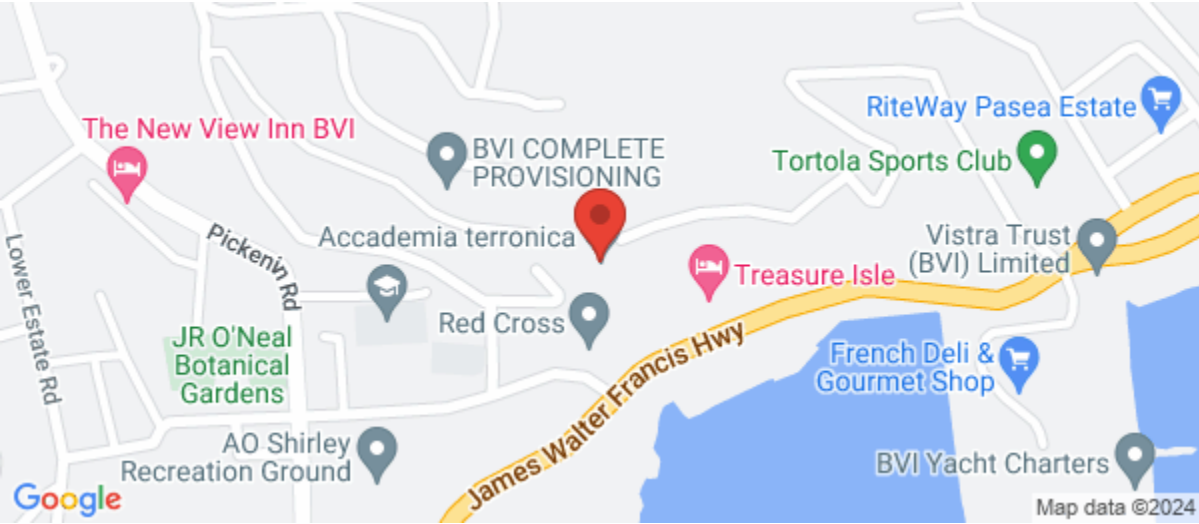 RiteWay Pasea Estate
The New View Inn BVI
BVI COMPLETE
PROVISIONING
Tortola Sports Club
Accademia terronica
Vistra Trust
(BVI) Limited
Lower Estate Rd
Pickenin Rd
Treasure Isle
Red Cross
JR O'Neal
Botanical
Gardens
James Walter Francis Hwy
French Deli &
Gourmet Shop
AO Shirley
Recreation Ground
BVI Yacht Charters
Google
Map data ©2024